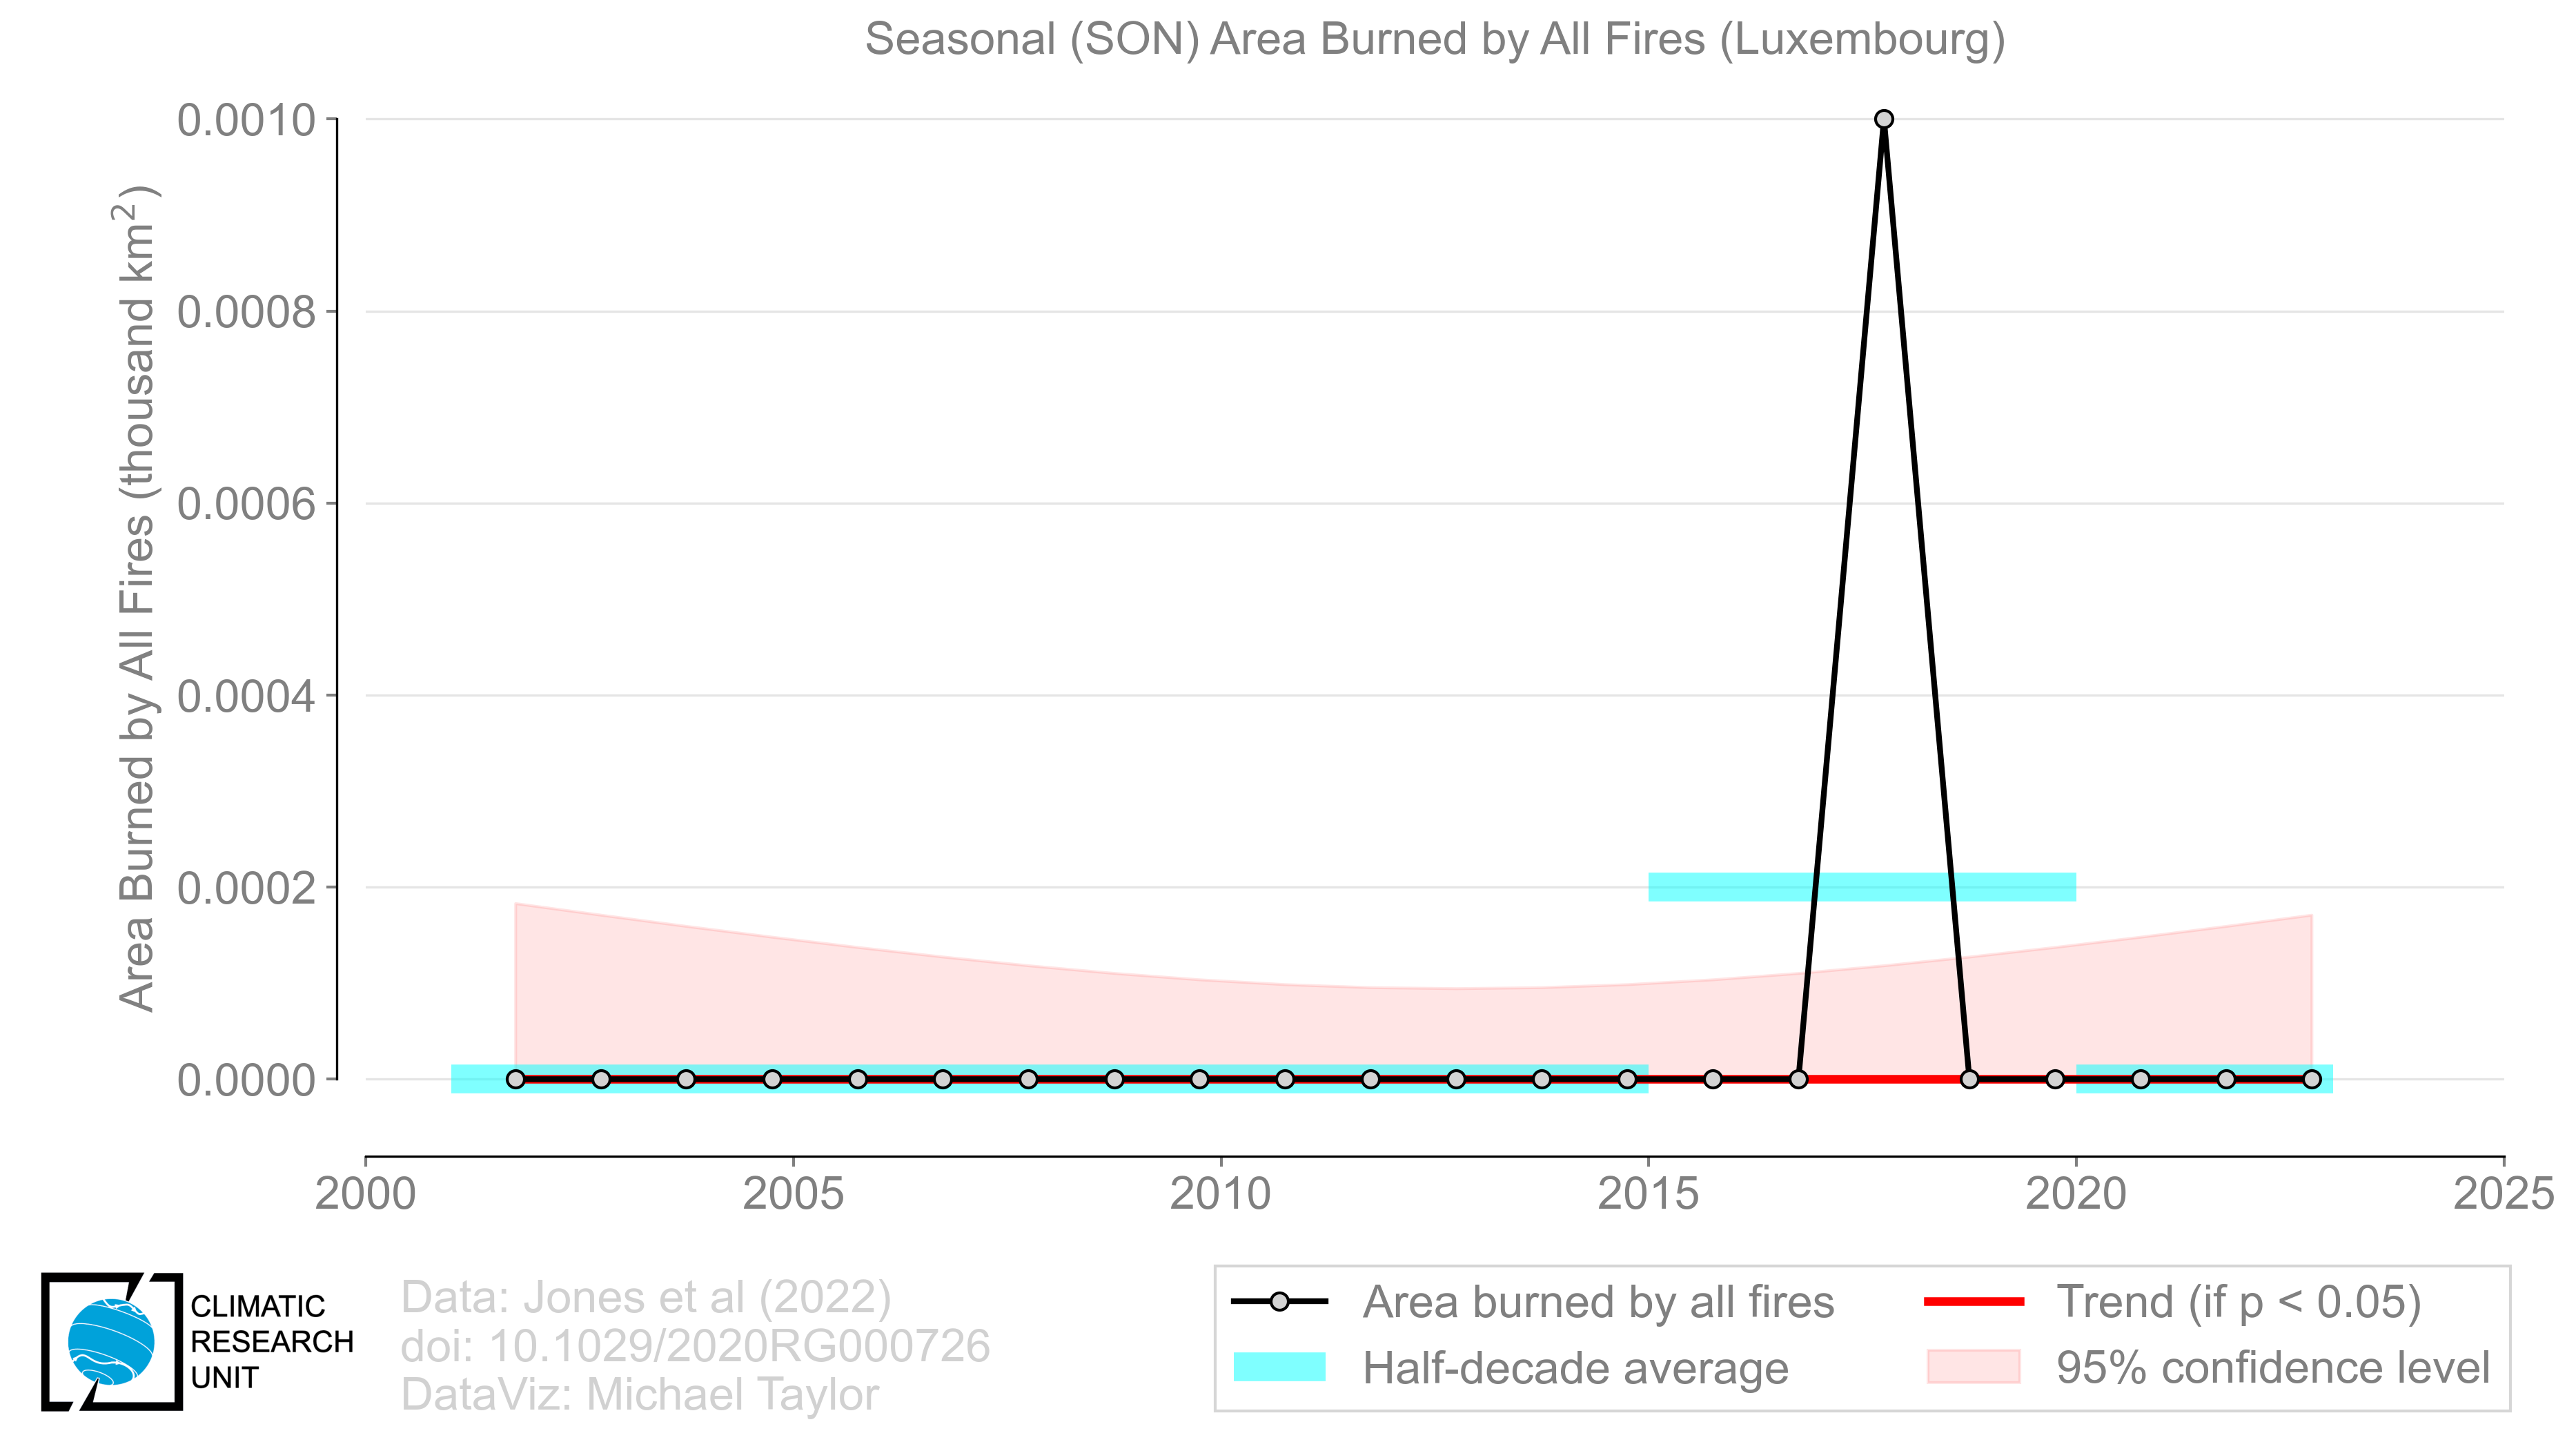 Seasonal (SON) Area Burned by All Fires (Luxembourg)
Area Burned by All Fires (thousand km²)
0.0010
0.0008
0.0006
0.0004
0.0002
0.0000
2000 2005 2010 2015 2020 2025
CLIMATIC
RESEARCH
UNIT
Data: Jones et al (2022)
doi: 10.1029/2020RG000726
DataViz: Michael Taylor
Area burned by all fires
Half-decade average
Trend (if p < 0.05)
95% confidence level